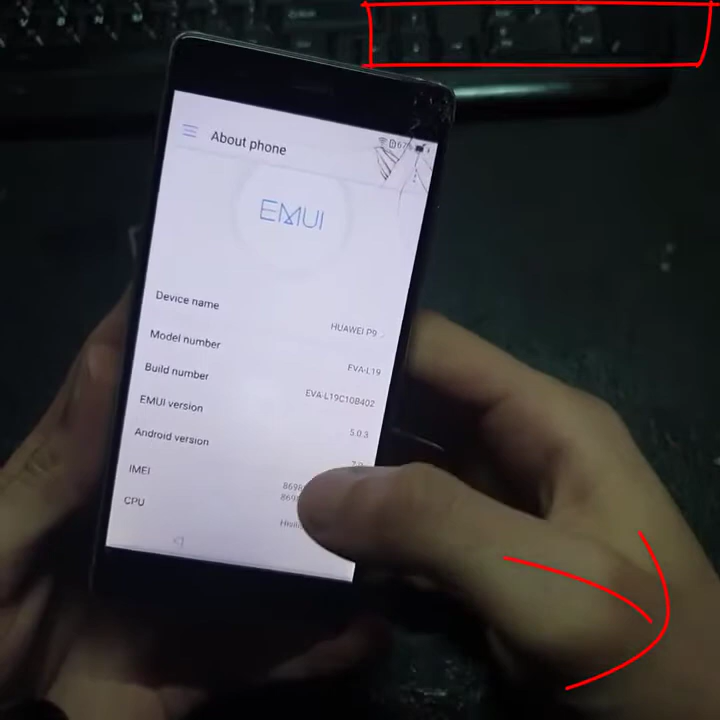 About phone
67%
EMUI
Device name
HUAWEI P9
Model number
EVA-L19
Build number
EVA-L19C10B402
EMUI version
5.0.3
Android version
IMEI
CPU